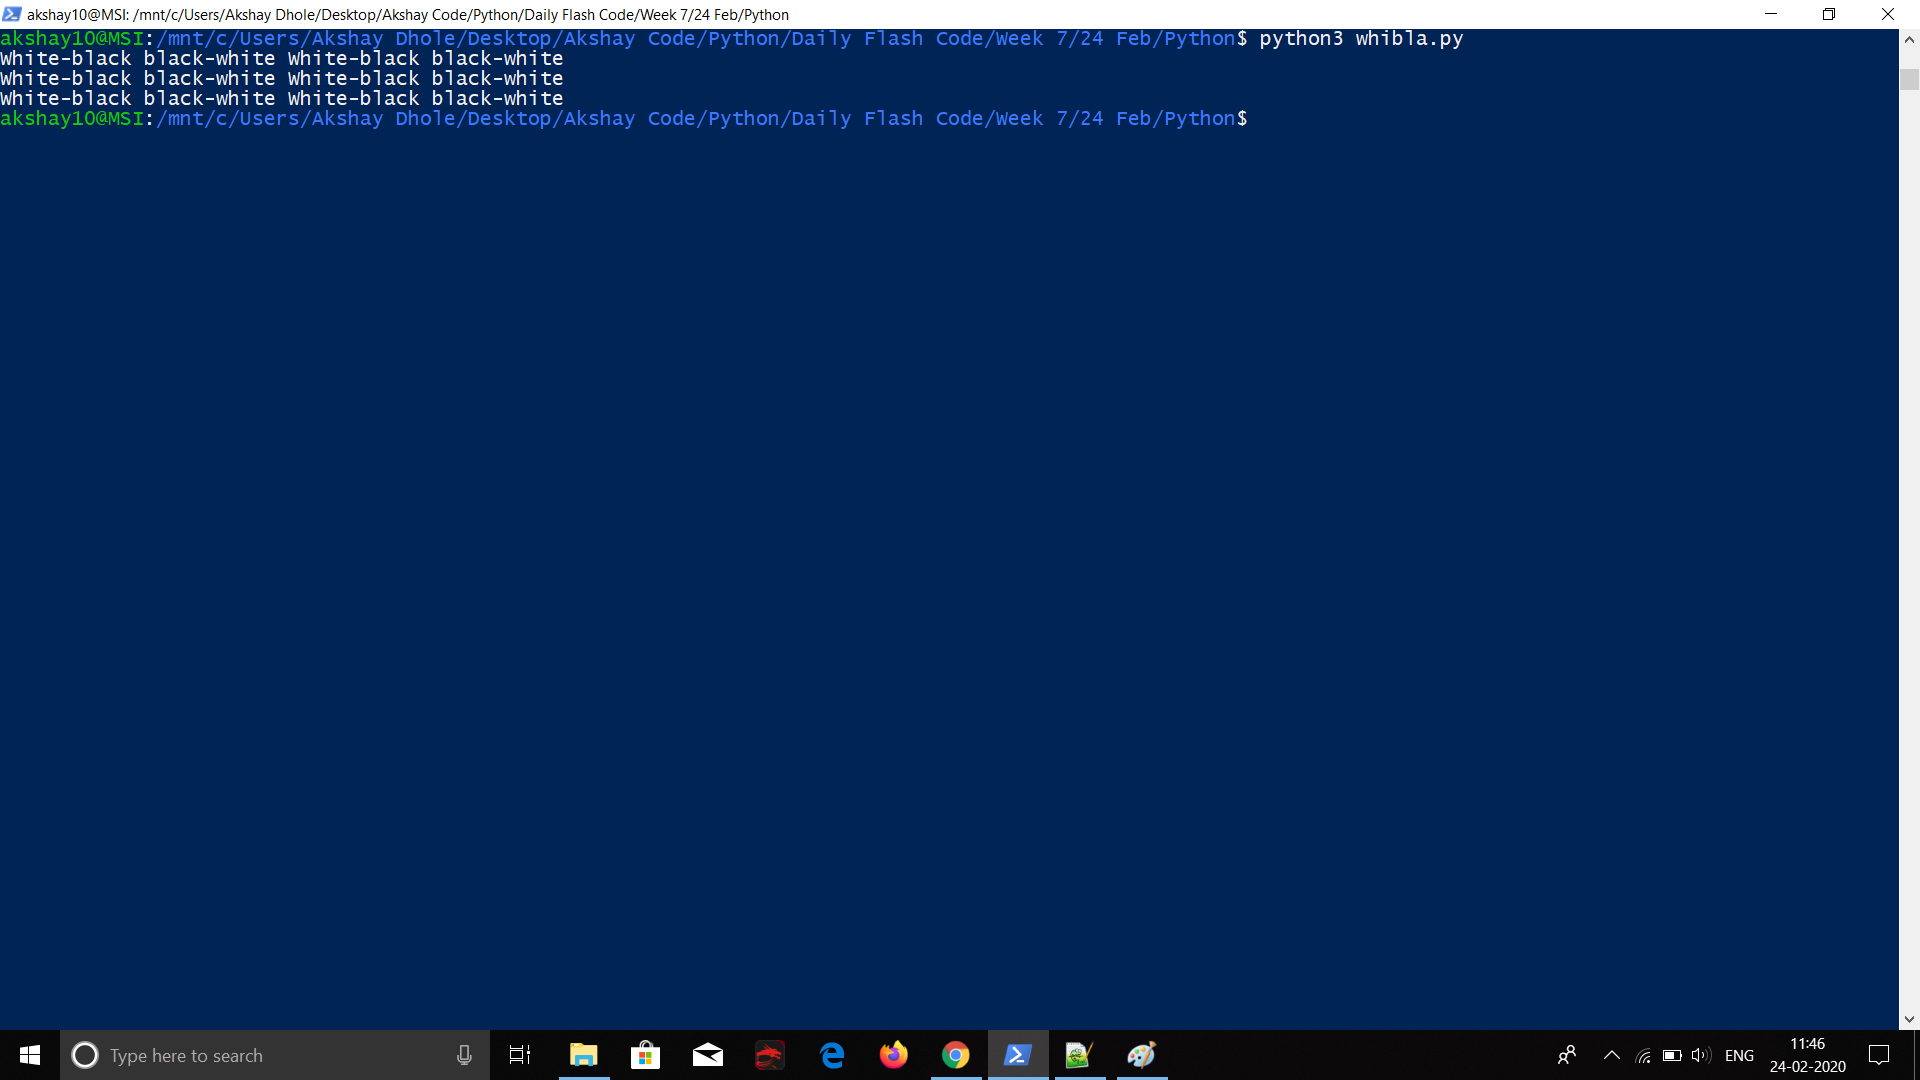 akshay10@MSI: /mnt/c/Users/Akshay Dhole/Desktop/Akshay Code/Python/Daily Flash Code/Week 7/24 Feb/Python
akshay10@MSI:/mnt/c/Users/Akshay Dhole/Desktop/Akshay Code/Python/Daily Flash Code/Week 7/24 Feb/Python$ python3 whibla.py
White-black black-white White-black black-white
White-black black-white White-black black-white
White-black black-white White-black black-white
akshay10@MSI:/mnt/c/Users/Akshay Dhole/Desktop/Akshay Code/Python/Daily Flash Code/Week 7/24 Feb/Python$
Type here to search
ENG
11:46
24-02-2020